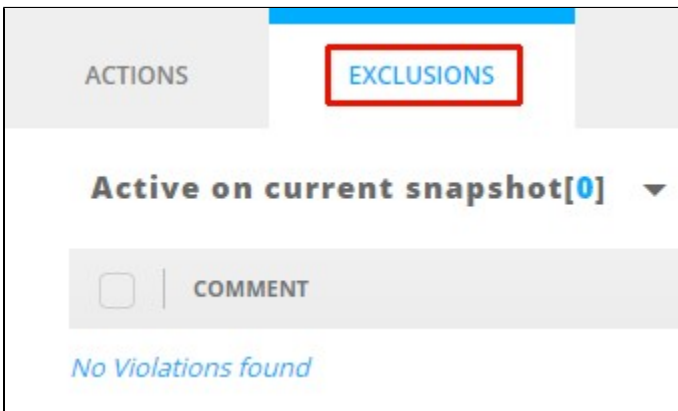 ACTIONS EXCLUSIONS
Active on current snapshot[0]
COMMENT
No Violations found